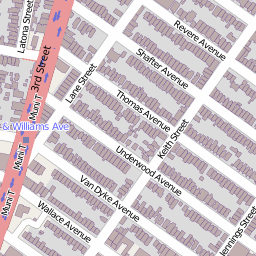 Latona Street
Revere Avenue
3rd Street
Shafter Avenue
Lane Street
Muni T
Thomas Avenue
& Williams Ave
Keith Street
Muni T
Underwood Avenue
Muni T
Van Dyke Avenue
Wallace Avenue
Jennings Street